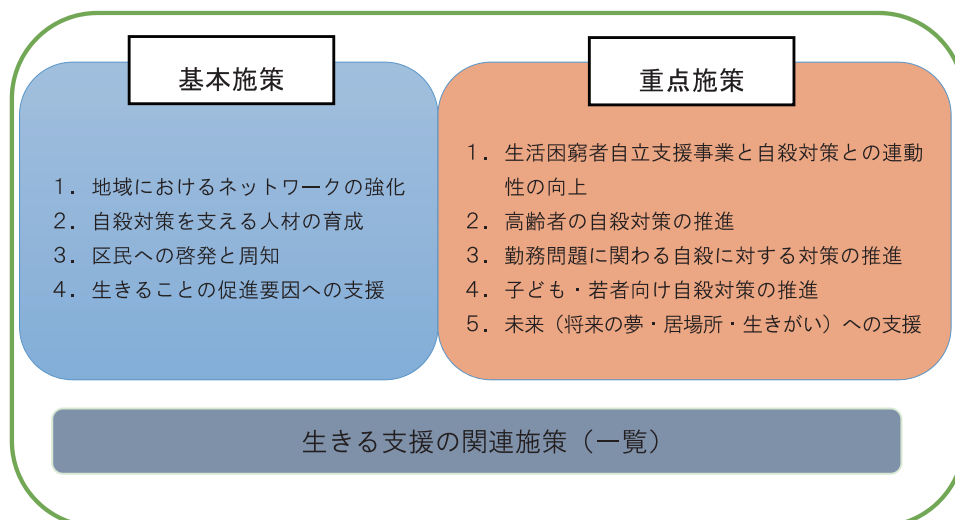 基本施策
1．地域におけるネットワークの強化
2．自殺対策を支える人材の育成
3．区民への啓発と周知
4．生きることの促進要因への支援
重点施策
1．生活困窮者自立支援事業と自殺対策との連動
性の向上
2．高齢者の自殺対策の推進
3．勤務問題に関わる自殺に対する対策の推進
4．子ども・若者向け自殺対策の推進
5．未来（将来の夢・居場所・生きがい）への支援
生きる支援の関連施策（一覧）